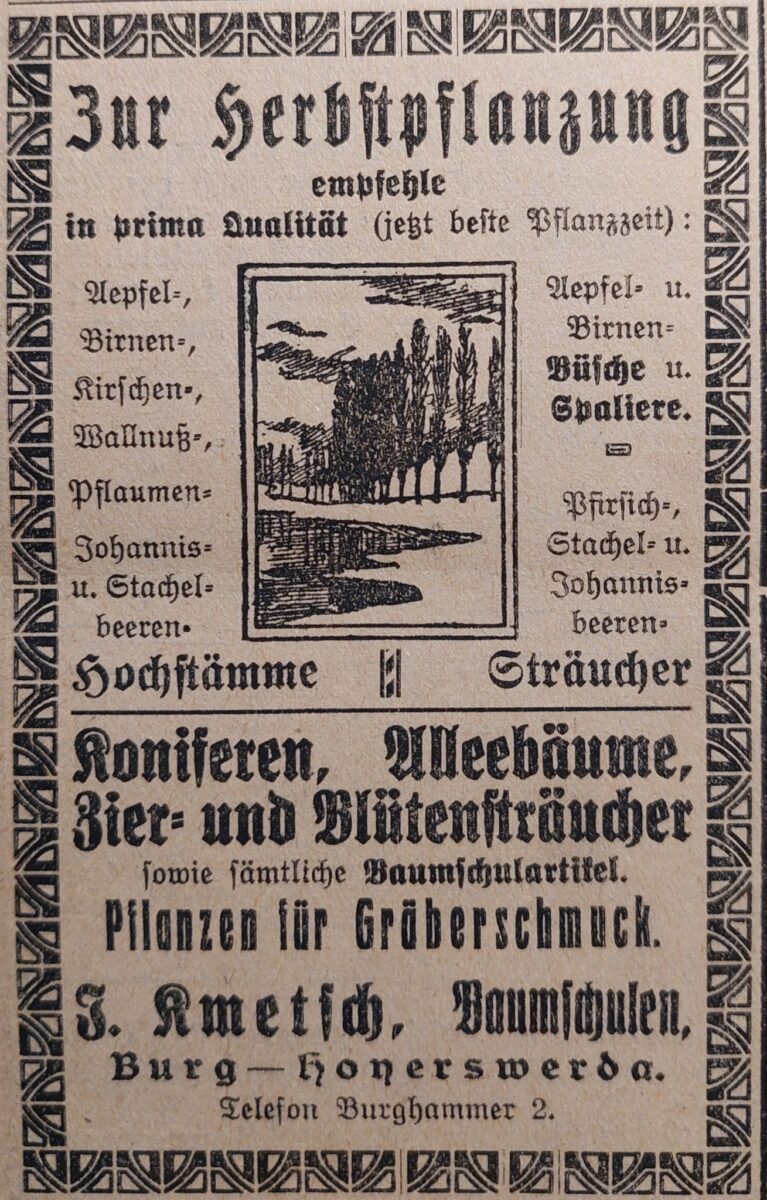 Zur Herbstpflanzung
empfehle
in prima Qualität (jetzt beste Pflanzzeit):
Aepfel-,
Birnen-,
Kirschen-,
Wallnuß-,
Pflaumen-
Johannis-
u. Stachel-
beeren-
Hochstämme
Aepfel- u.
Birnen-
Büsche u.
Spaliere.
Pfirsich-,
Stachel- u.
Johannis-
beeren-
Sträucher
Koniferen, Alleebäume,
Zier- und Blütensträucher
sowie sämtliche Baumschulartikel.
Pflanzen für Gräberschmuck.
J. Kmetsch, Baumschulen,
Burg—Hoyerswerda.
Telefon Burghammer 2.